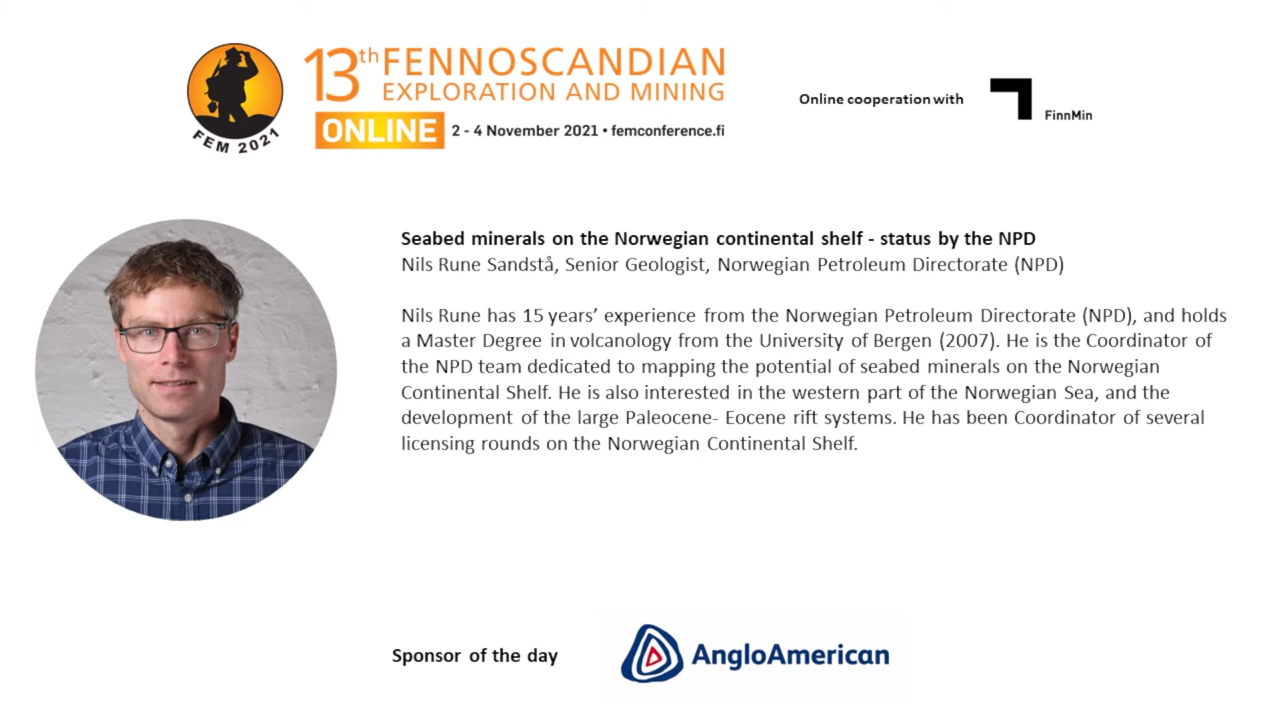 13th FENNOSCANDIAN
EXPLORATION AND MINING
ONLINE 2 - 4 November 2021 • femconference.fi
FEM 2021
Online cooperation with
FinnMin
Seabed minerals on the Norwegian continental shelf - status by the NPD
Nils Rune Sandstå, Senior Geologist, Norwegian Petroleum Directorate (NPD)
Nils Rune has 15 years’ experience from the Norwegian Petroleum Directorate (NPD), and holds
a Master Degree in volcanology from the University of Bergen (2007). He is the Coordinator of
the NPD team dedicated to mapping the potential of seabed minerals on the Norwegian
Continental Shelf. He is also interested in the western part of the Norwegian Sea, and the
development of the large Paleocene- Eocene rift systems. He has been Coordinator of several
licensing rounds on the Norwegian Continental Shelf.
Sponsor of the day
AngloAmerican